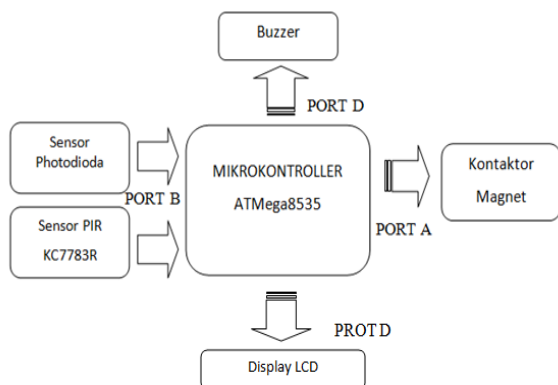 Buzzer
PORT D
Sensor
Photodioda
PORT B
Sensor PIR
KC7783R
MIKROKONTROLLER
ATMega8535
Kontaktor
Magnet
PORT A
PROT D
Display LCD